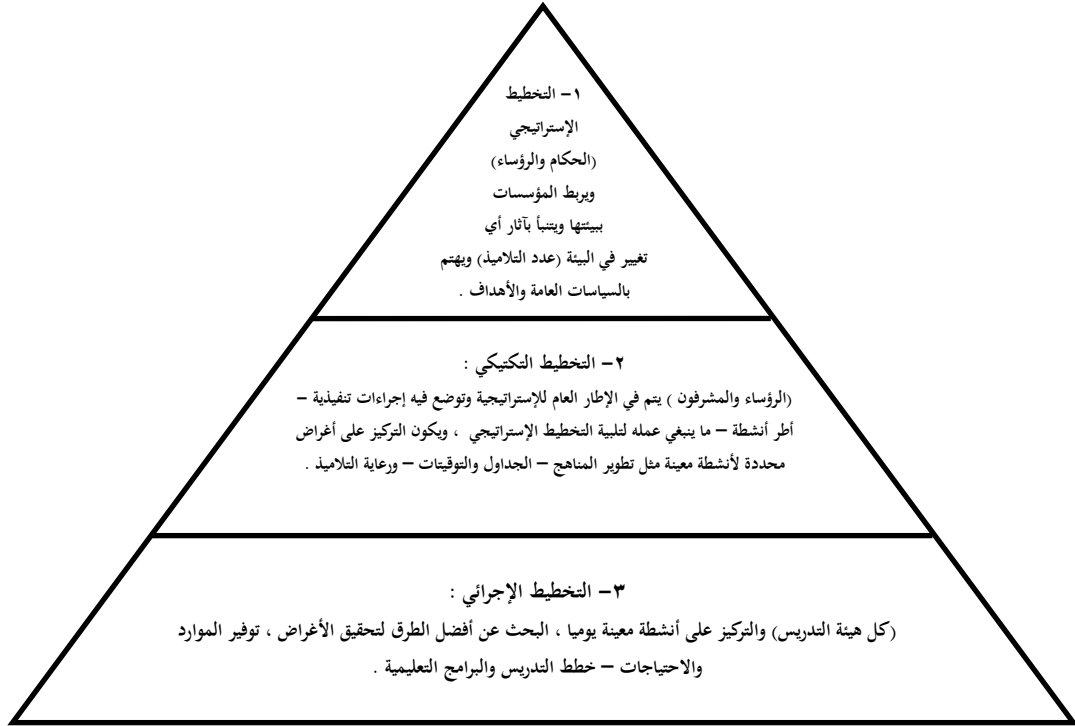 ١– التخطيط
الإستراتيجي
(الحكام والرؤساء)
ويربط المؤسسات
ببيئتها ويتنبأ بآثار أي
تغيير في البيئة (عدد التلاميذ) ويهتم
بالسياسات العامة والأهداف .
٢– التخطيط التكتيكي :
(الرؤساء والمشرفون ) يتم في الإطار العام للإستراتيجية وتوضع فيه إجراءات تنفيذية –
أطر أنشطة – ما ينبغي عمله لتلبية التخطيط الإستراتيجي ، ويكون التركيز على أغراض
محددة لأنشطة معينة مثل تطوير المناهج – الجداول والتوقيتات – ورعاية التلاميذ .
٣– التخطيط الإجرائي :
(كل هيئة التدريس) والتركيز على أنشطة معينة يوميا ، البحث عن أفضل الطرق لتحقيق الأغراض ، توفير الموارد
والاحتياجات – خطط التدريس والبرامج التعليمية .